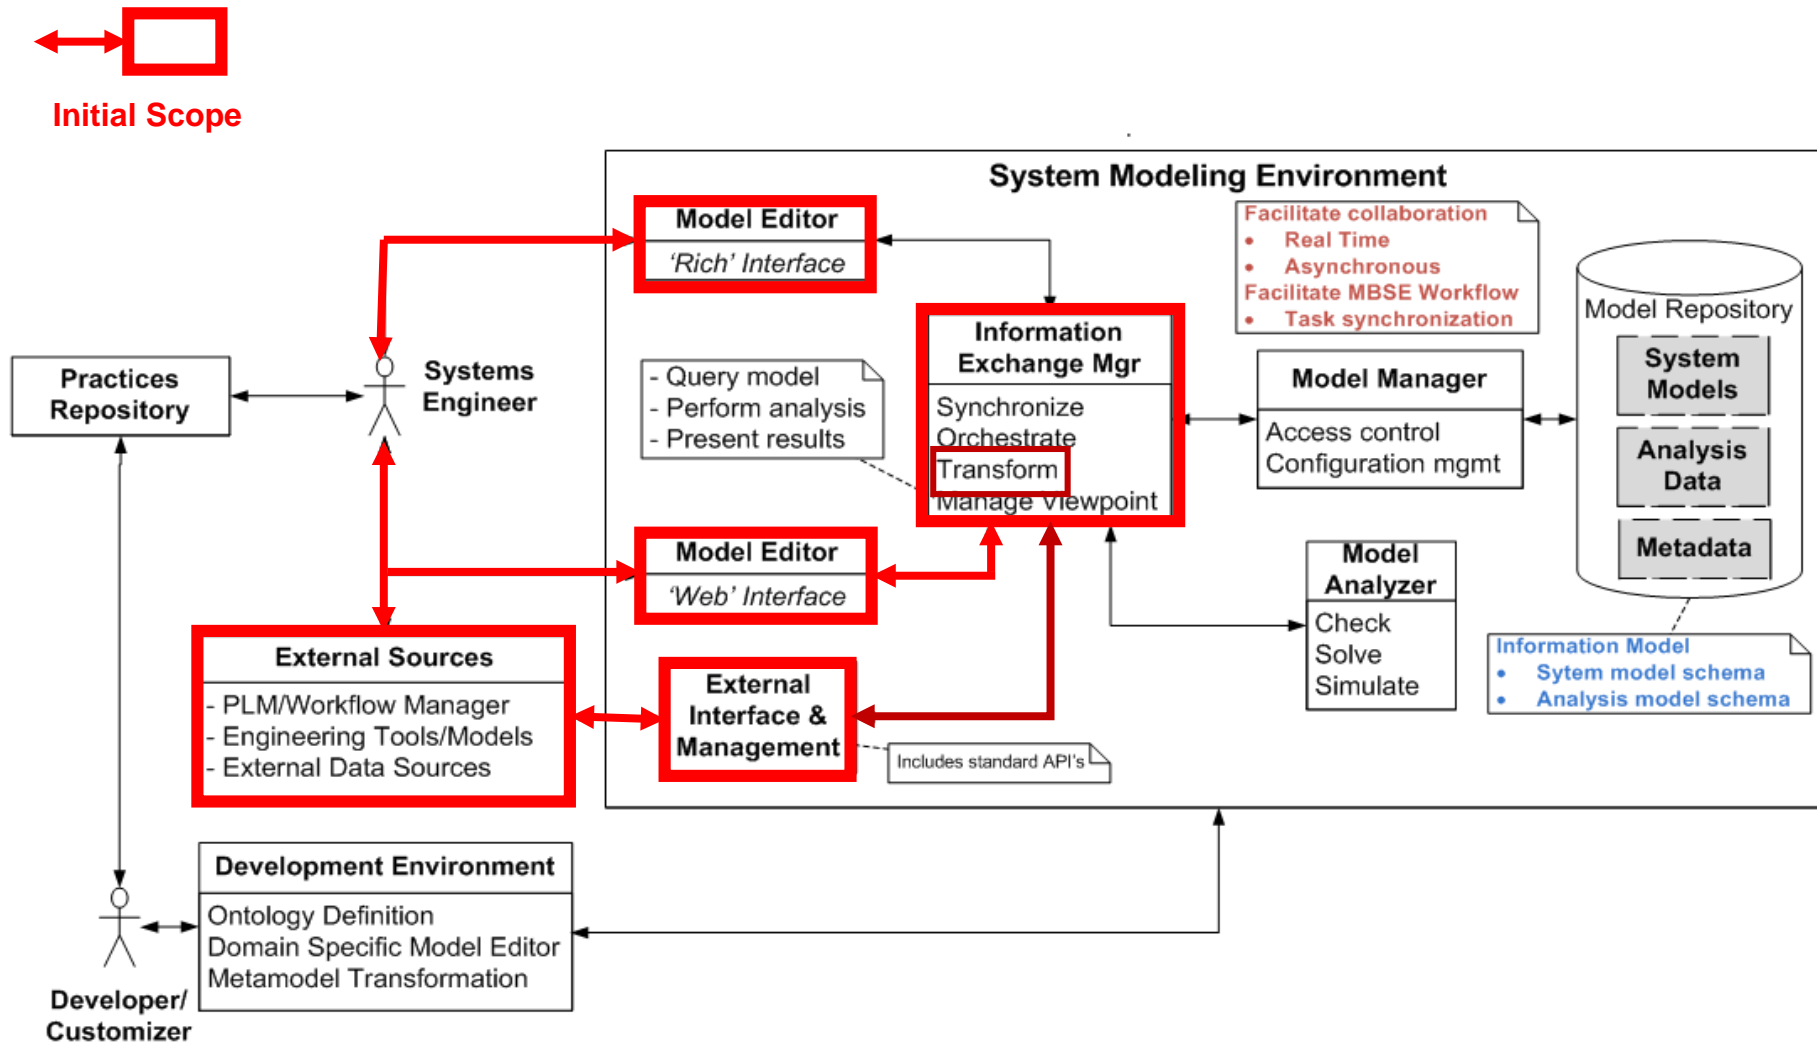 Initial Scope
System Modeling Environment
Model Editor
‘Rich’ Interface
Facilitate collaboration
• Real Time
• Asynchronous
Facilitate MBSE Workflow
• Task synchronization
Model Repository
System
Models
Analysis
Data
Metadata
Information
Exchange Mgr
Synchronize
Orchestrate
Transform
Manage Viewpoint
- Query model
- Perform analysis
- Present results
Model Manager
Access control
Configuration mgmt
Practices
Repository
Systems
Engineer
Model Editor
‘Web’ Interface
Model
Analyzer
Check
Solve
Simulate
Information Model
• Sytem model schema
• Analysis model schema
External Sources
- PLM/Workflow Manager
- Engineering Tools/Models
- External Data Sources
External
Interface &
Management
Includes standard API's
Development Environment
Ontology Definition
Domain Specific Model Editor
Metamodel Transformation
Developer/
Customizer